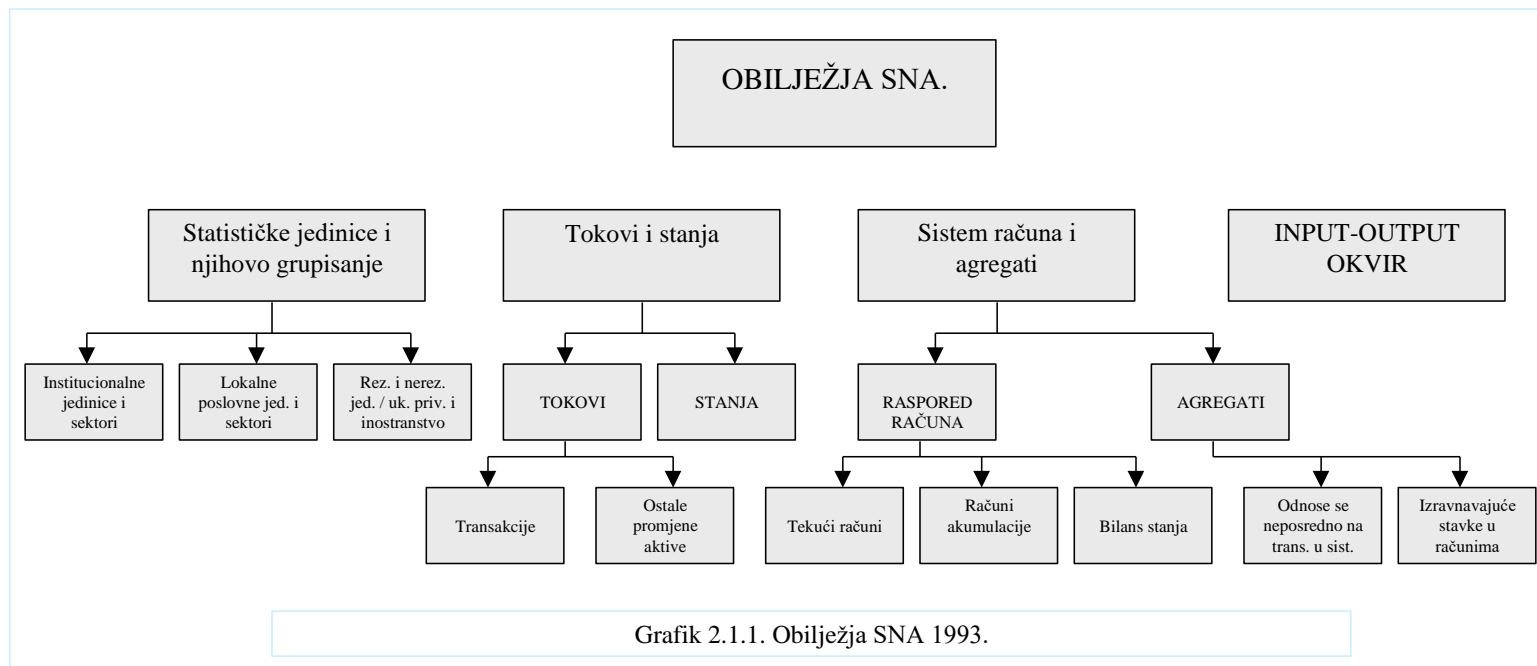 OBILJEŽJA SNA.
Statističke jedinice i
njihovo grupisanje
Tokovi i stanja
Sistem računa i
agregati
INPUT-OUTPUT
OKVIR
Institucionalne
jedinice i
sektori
Lokalne
poslovne jed. i
sektori
Rez. i nerez.
jed. / uk. priv. i
inostranstvo
TOKOVI
STANJA
RASPORED
RAČUNA
AGREGATI
Transakcije
Ostale
promjene
aktive
Tekući računi
Računi
akumulacije
Bilans stanja
Odnose se
neposredno na
trans. u sist.
Izravnavajuće
stavke u
računima
Grafik 2.1.1. Obilježja SNA 1993.